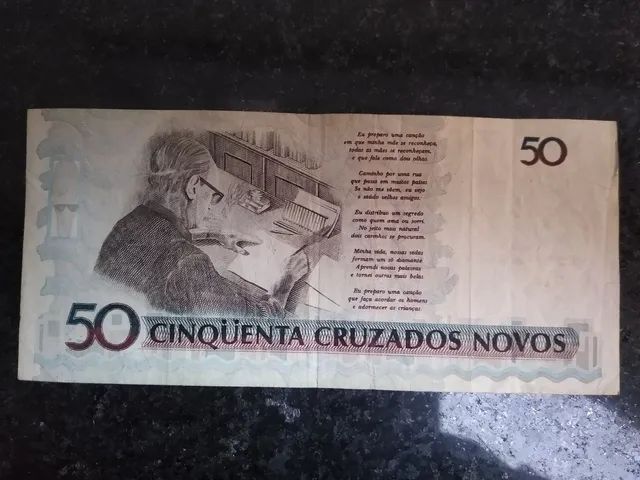 Eu preparo uma canção
em que minha mãe se reconheça,
todas as mães se reconheçam,
e que fale como dois olhos.
Caminho por uma rua
que passa em muitos países
Se não me vêem, eu vejo
e saúdo velhos amigos.
Eu distribuo um segredo
como quem ama ou sorri.
No jeito mais natural
dois carinhos se procuram.
Minha vida, nossas vidas
formam um só diamante
Aprendi novas palavras
e tornei outras mais belas
Eu preparo uma canção
que faça acordar os homens
e adormecer as crianças.
50
50 CINQÜENTA CRUZADOS NOVOS